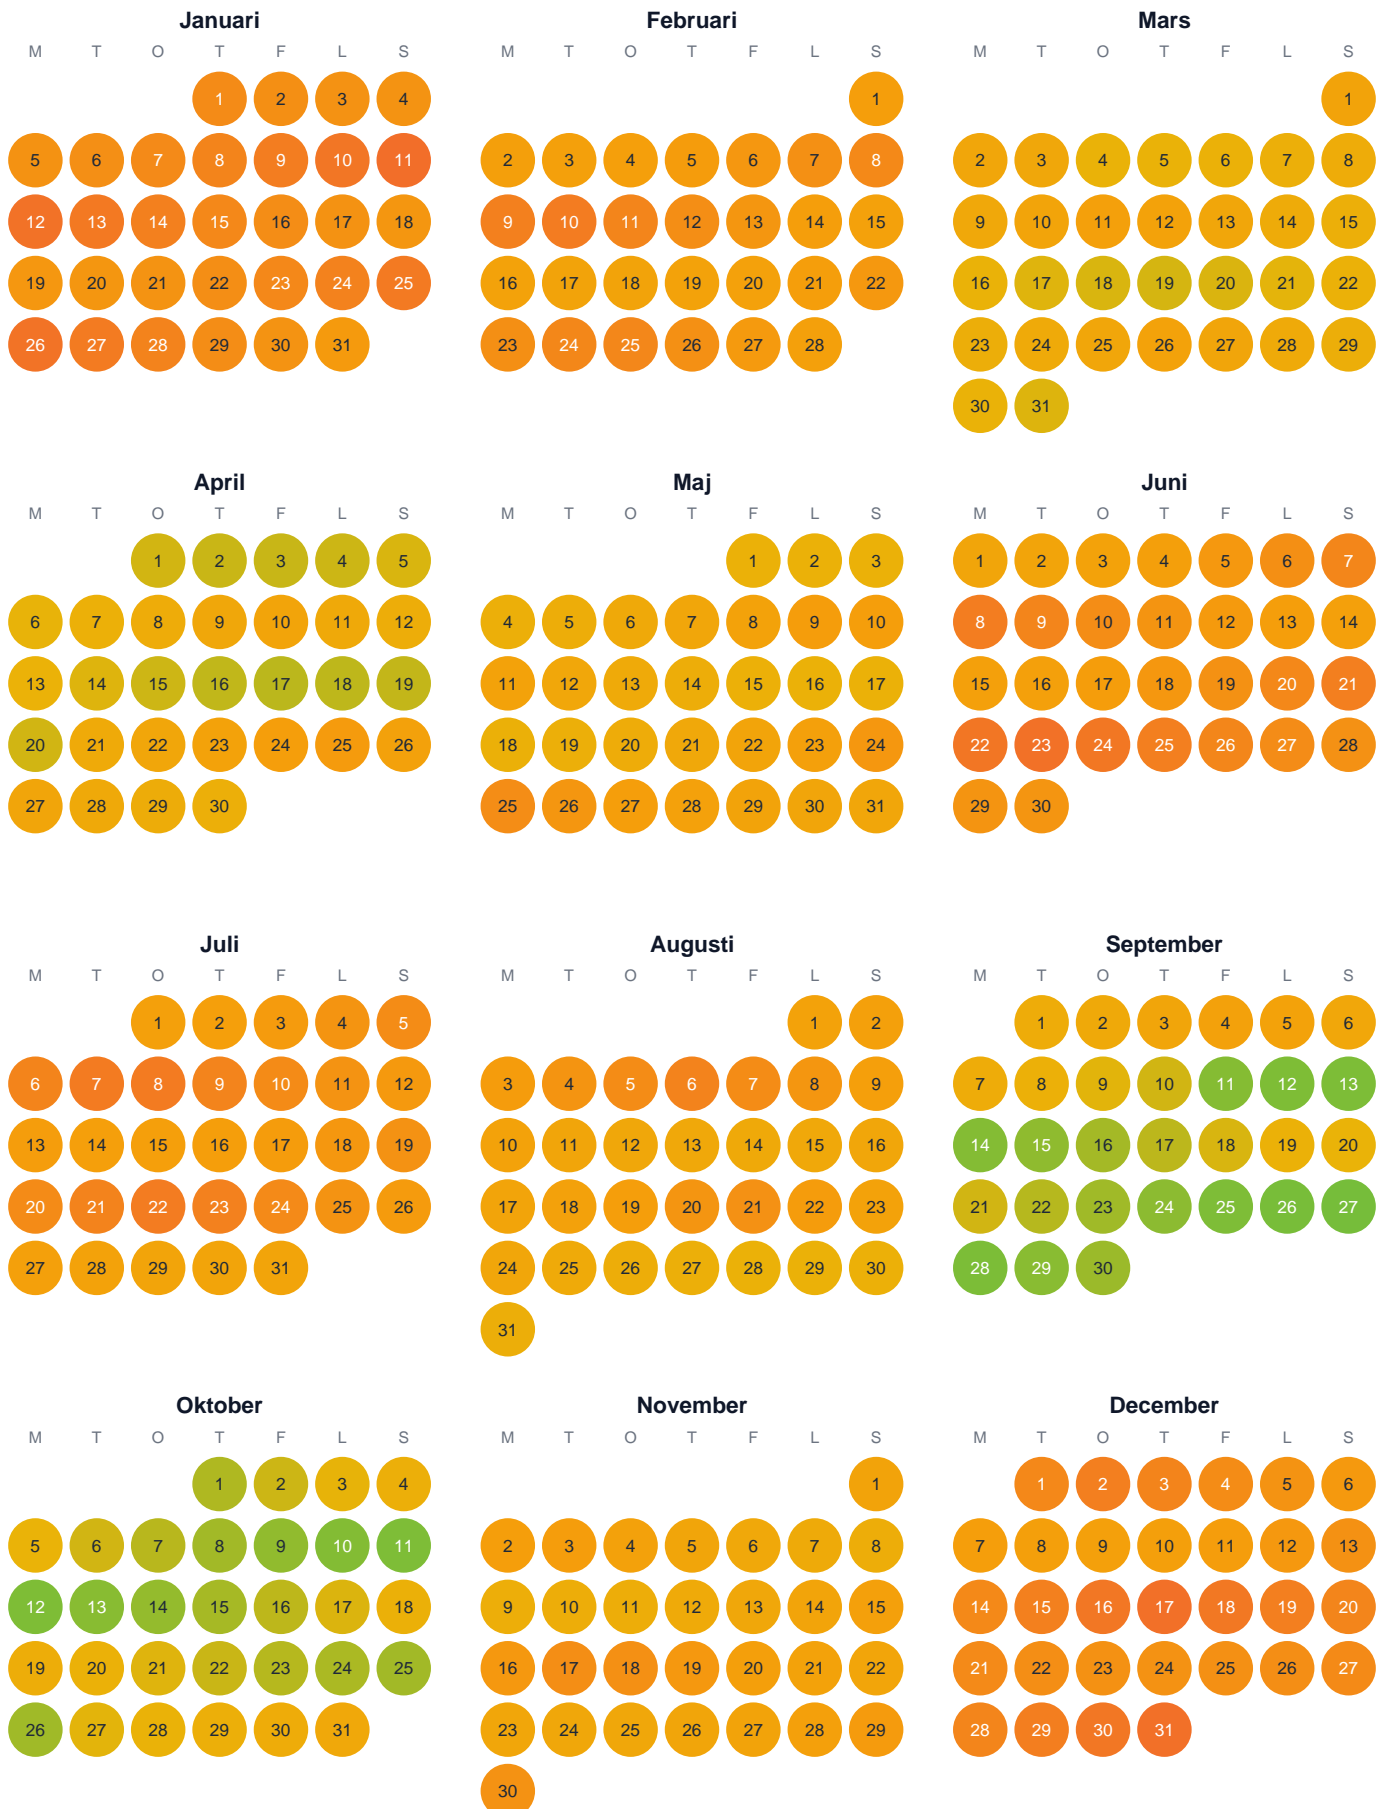 Januari Februari Mars
M T O T F L S M T O T F L S M T O T F L S
1 2 3 4 1 1
5 6 7 8 9 10 11 2 3 4 5 6 7 8 2 3 4 5 6 7 8
12 13 14 15 16 17 18 9 10 11 12 13 14 15 9 10 11 12 13 14 15
19 20 21 22 23 24 25 16 17 18 19 20 21 22 16 17 18 19 20 21 22
26 27 28 29 30 31 23 24 25 26 27 28 23 24 25 26 27 28 29
30 31
April Maj Juni
M T O T F L S M T O T F L S M T O T F L S
1 2 3 4 5 1 2 3 1 2 3 4 5 6 7
6 7 8 9 10 11 12 4 5 6 7 8 9 10 8 9 10 11 12 13 14
13 14 15 16 17 18 19 11 12 13 14 15 16 17 15 16 17 18 19 20 21
20 21 22 23 24 25 26 18 19 20 21 22 23 24 22 23 24 25 26 27 28
27 28 29 30 25 26 27 28 29 30 31 29 30
Juli Augusti September
M T O T F L S M T O T F L S M T O T F L S
1 2 3 4 5 1 2 1 2 3 4 5 6
6 7 8 9 10 11 12 3 4 5 6 7 8 9 7 8 9 10 11 12 13
13 14 15 16 17 18 19 10 11 12 13 14 15 16 14 15 16 17 18 19 20
20 21 22 23 24 25 26 17 18 19 20 21 22 23 21 22 23 24 25 26 27
27 28 29 30 31 24 25 26 27 28 29 30 28 29 30
31
Oktober November December
M T O T F L S M T O T F L S M T O T F L S
1 2 3 4 1 1 2 3 4 5 6
5 6 7 8 9 10 11 2 3 4 5 6 7 8 7 8 9 10 11 12 13
12 13 14 15 16 17 18 9 10 11 12 13 14 15 14 15 16 17 18 19 20
19 20 21 22 23 24 25 16 17 18 19 20 21 22 21 22 23 24 25 26 27
26 27 28 29 30 31 23 24 25 26 27 28 29 28 29 30 31
30